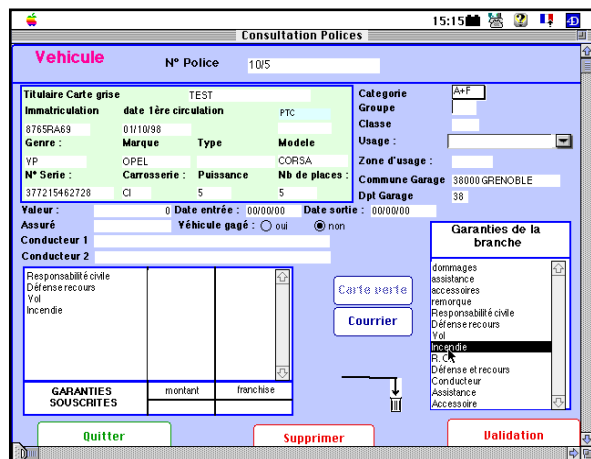 15:15
Consultation Polices
Vehicule
N° Police 10/5
Titulaire Carte grise TEST
Immatriculation date 1ère circulation PTC
8765RA69 01/10/98
Genre : Marque Type Modele
VP OPEL CORSA
N° Serie : Carrosserie : Puissance Nb de places :
377215462728 CI 5 5
Categorie A+F
Groupe
Classe
Usage :
Zone d'usage :
Commune Garage 38000 GRENOBLE
Dpt Garage 38
Valeur : 0 Date entrée : 00/00/00 Date sortie : 00/00/00
Assuré Véhicule gagé : oui non
Conducteur 1
Conducteur 2
Responsabilité civile
Défense recours
Vol
Incendie
GARANTIES SOUSCRITES montant franchise
Carte verte
Courrier
Garanties de la
branche
dommages
assistance
accessoires
remorque
Responsabilité civile
Défense recours
Vol
Incendie
R. C.
Défense et recours
Conducteur
Assistance
Accessoire
Quitter
Supprimer
Validation